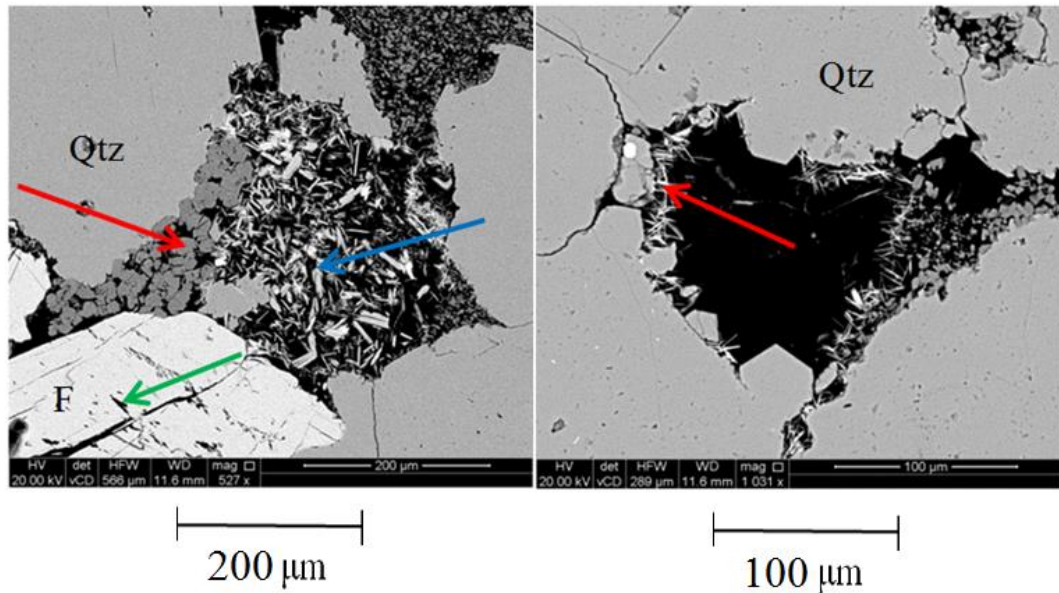 Qtz
F
HV det HFW WD mag □
20.00 kV vCD 566 µm 11.6 mm 527 x
200 µm
200 µm
Qtz
HV det HFW WD mag □
20.00 kV vCD 289 µm 11.6 mm 1 031 x
100 µm
100 µm